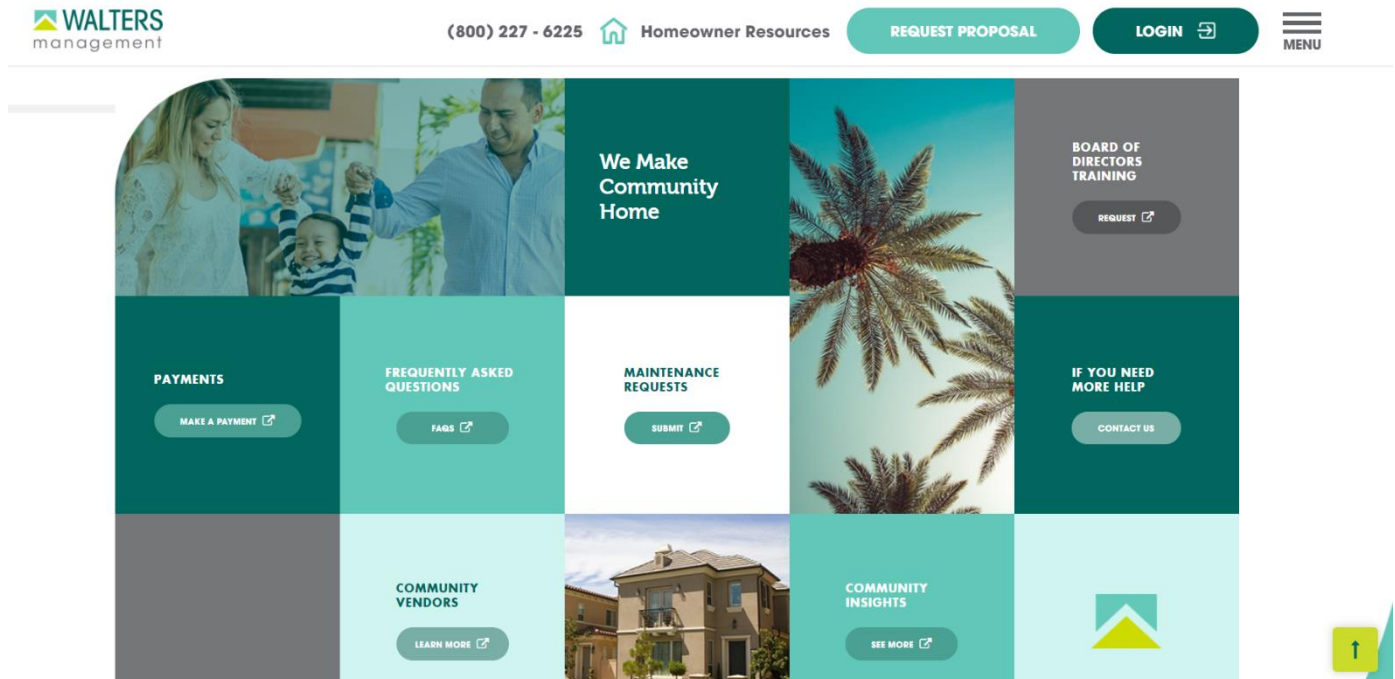 WALTERS
management
(800) 227 - 6225
Homeowner Resources
REQUEST PROPOSAL
LOGIN
MENU
We Make
Community
Home
BOARD OF
DIRECTORS
TRAINING
REQUEST
PAYMENTS
MAKE A PAYMENT
FREQUENTLY ASKED
QUESTIONS
FAQS
MAINTENANCE
REQUESTS
SUBMIT
IF YOU NEED
MORE HELP
CONTACT US
COMMUNITY
VENDORS
LEARN MORE
COMMUNITY
INSIGHTS
SEE MORE